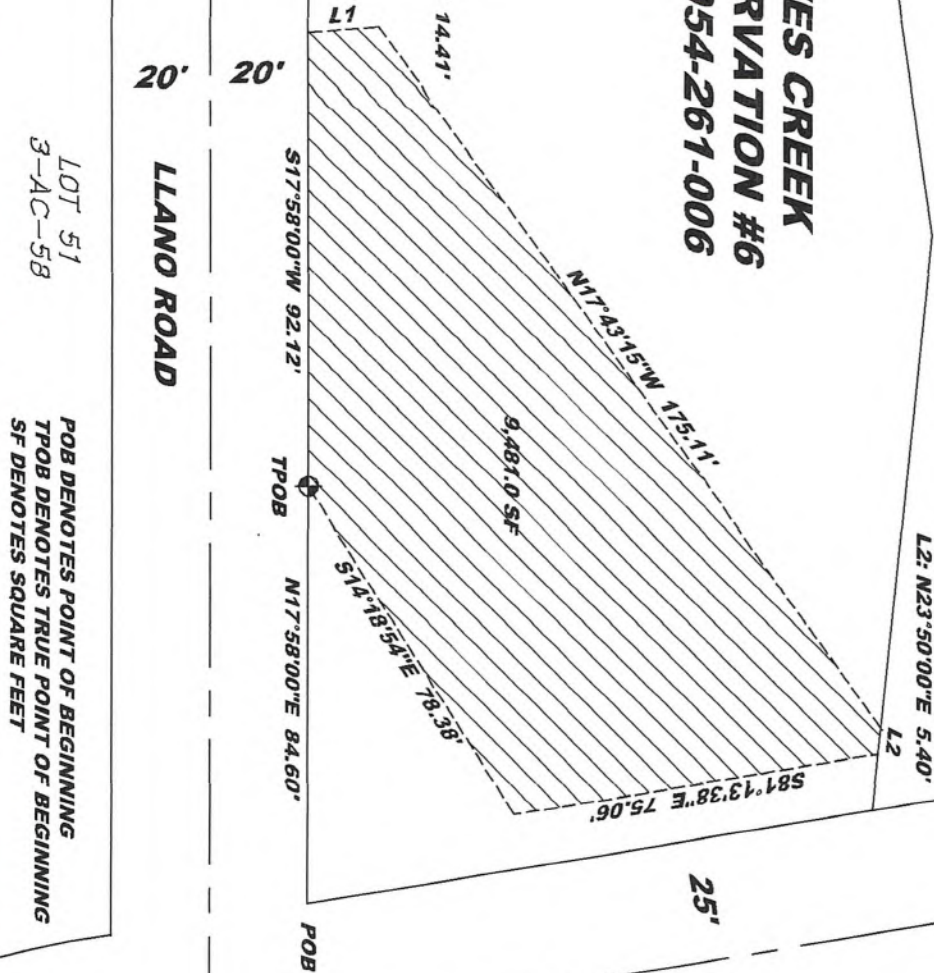 ES CREEK
RVATION #6
054-261-006
L2: N23°50'00"E 5.40'
14.41'
L1
N17°43'15"W 175.11'
L2
9,481.0 SF
S81°13'38"E 75.06'
25'
S14°18'54"E 78.38'
S17°58'00"W 92.12'
TPOB
N17°58'00"E 84.60'
POB
20'
20'
LLANO ROAD
LOT 51
3-AC-58
POB DENOTES POINT OF BEGINNING
TPOB DENOTES TRUE POINT OF BEGINNING
SF DENOTES SQUARE FEET